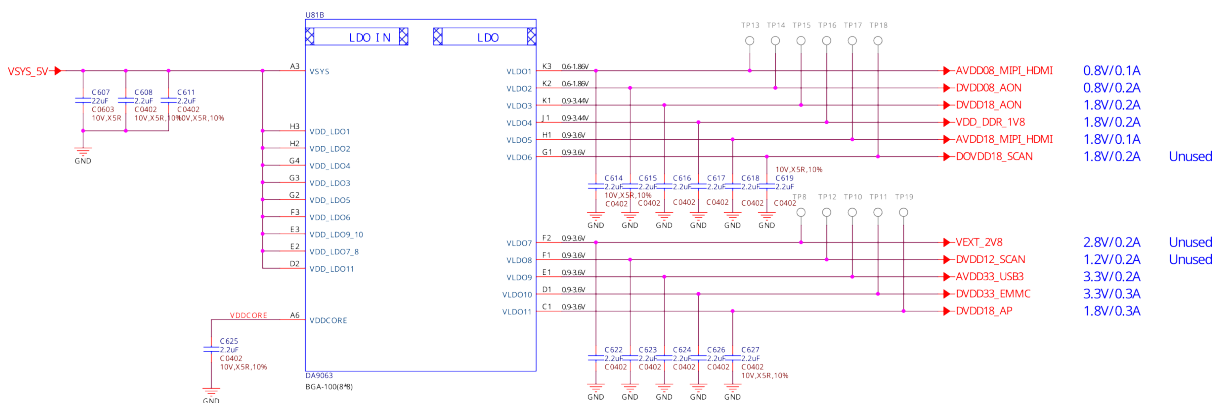 U81B
LDO IN LDO
TP13 TP14 TP15 TP16 TP17 TP18
VSYS_5V A3 VSYS
VLDO1 K3 0.6-1.86V AVDD08_MIPI_HDMI 0.8V/0.1A
VLDO2 K2 0.6-1.86V DVDD08_AON 0.8V/0.2A
VLDO3 K1 0.9-3.44V DVDD18_AON 1.8V/0.2A
VLDO4 J1 0.9-3.44V VDD_DDR_1V8 1.8V/0.2A
VLDO5 H1 0.9-3.6V AVDD18_MIPI_HDMI 1.8V/0.1A
VLDO6 G1 0.9-3.6V DOVDD18_SCAN 1.8V/0.2A Unused
C607 C608 C611
22uF 2.2uF 2.2uF
C0603 C0402 C0402
10V,X5R 10V,X5R,10% 10V,X5R,10%
GND
H3 VDD_LDO1
H2 VDD_LDO2
G4 VDD_LDO4
G3 VDD_LDO3
G2 VDD_LDO5
F3 VDD_LDO6
E3 VDD_LDO9_10
E2 VDD_LDO7_8
D2 VDD_LDO11
10V,X5R,10%
C614 C615 C616 C617 C618 C619
2.2uF 2.2uF 2.2uF 2.2uF 2.2uF 2.2uF
10V,X5R,10%
C0402 C0402 C0402 C0402 C0402
GND GND GND GND GND GND
TP8 TP12 TP10 TP11 TP19
VLDO7 F2 0.9-3.6V VEXT_2V8 2.8V/0.2A Unused
VLDO8 F1 0.9-3.6V DVDD12_SCAN 1.2V/0.2A Unused
VLDO9 E1 0.9-3.6V AVDD33_USB3 3.3V/0.2A
VLDO10 D1 0.9-3.6V DVDD33_EMMC 3.3V/0.3A
VLDO11 C1 0.9-3.6V DVDD18_AP 1.8V/0.3A
VDDCORE A6 VDDCORE
C625
2.2uF
C0402
10V,X5R,10%
GND
C622 C623 C624 C626 C627
2.2uF 2.2uF 2.2uF 2.2uF 2.2uF
C0402 C0402 C0402 C0402 C0402
10V,X5R,10%
GND GND GND GND GND
DA9063
BGA-100(8*8)